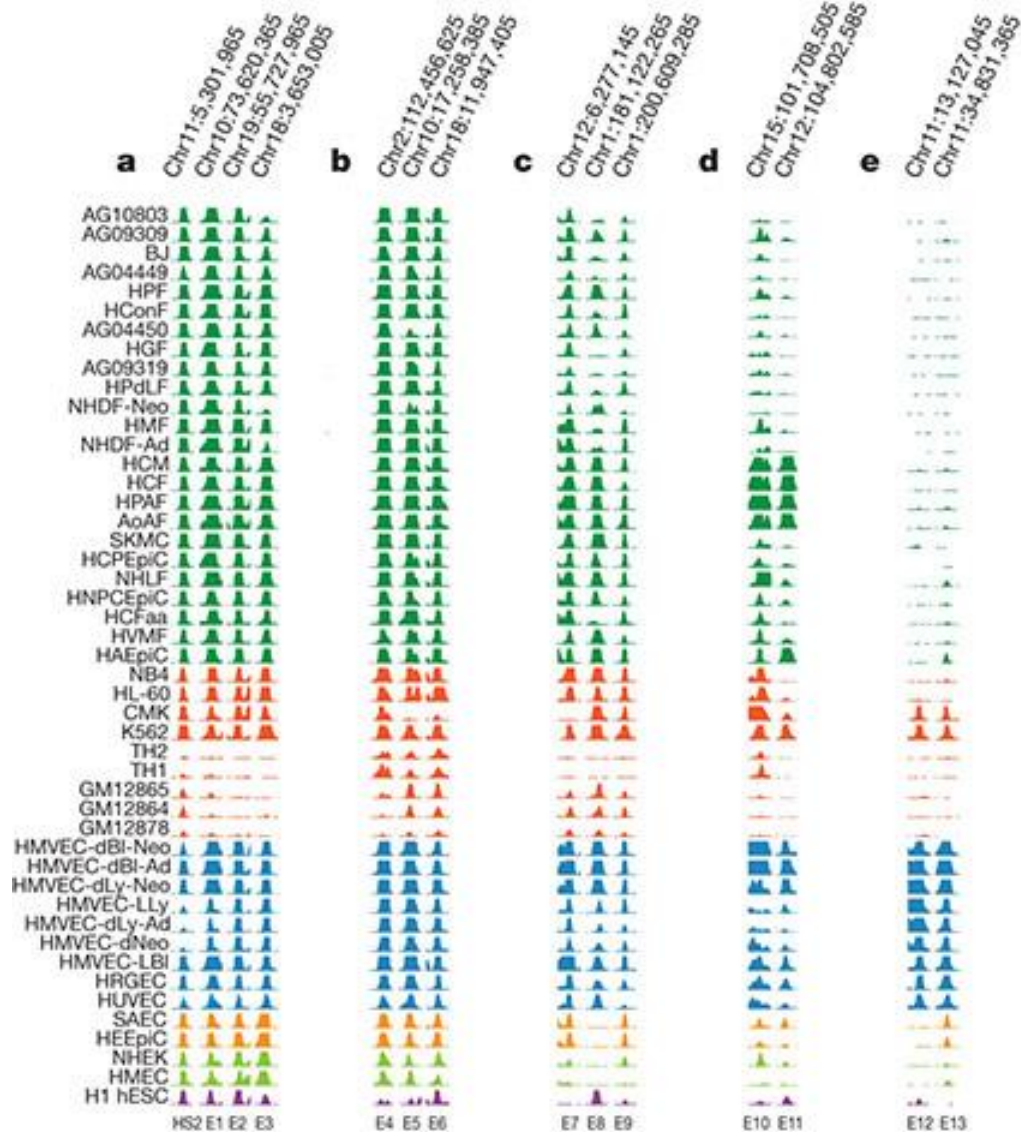 Chr11:5,301,965
Chr10:73,620,365
Chr19:55,727,965
Chr18:3,653,005
Chr2:112,456,625
Chr10:17,258,385
Chr18:11,947,405
Chr12:6,277,145
Chr1:181,122,265
Chr1:200,609,285
Chr15:101,708,505
Chr12:104,802,585
Chr11:13,127,045
Chr11:34,831,365
a b c d e
AG10803
AG09309
BJ
AG04449
HPF
HConF
AG04450
HGF
AG09319
HPdLF
NHDF-Neo
HMF
NHDF-Ad
HCM
HCF
HPAF
AoAF
SKMC
HCPEpiC
NHLF
HNPCEpiC
HCFaa
HVMF
HAEpiC
NB4
HL-60
CMK
K562
TH2
TH1
GM12865
GM12864
GM12878
HMVEC-dBl-Neo
HMVEC-dBl-Ad
HMVEC-dLy-Neo
HMVEC-LLy
HMVEC-dLy-Ad
HMVEC-dNeo
HMVEC-LBl
HRGEC
HUVEC
SAEC
HEEpiC
NHEK
HMEC
H1 hESC
HS2 E1 E2 E3 E4 E5 E6 E7 E8 E9 E10 E11 E12 E13